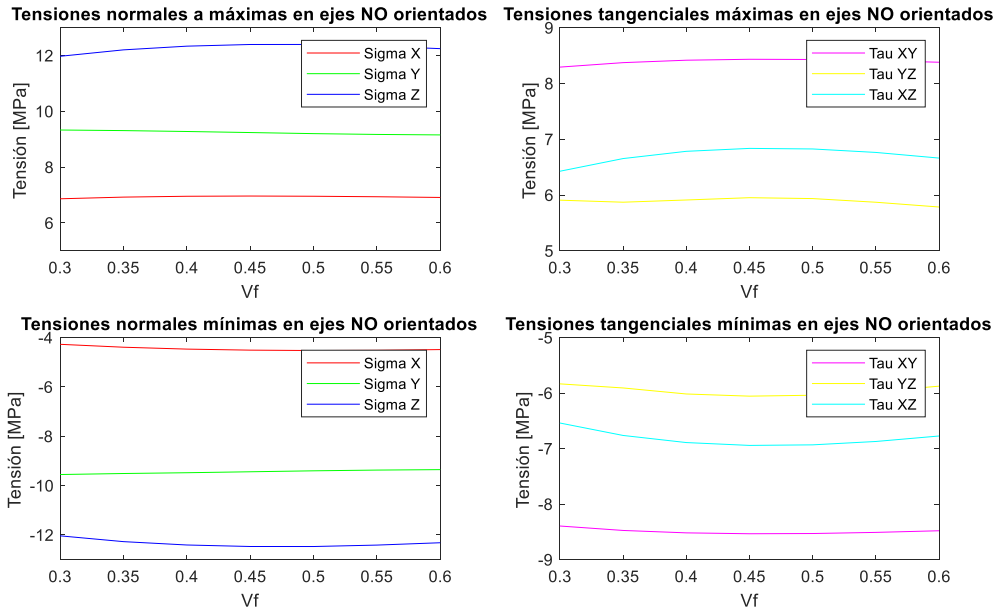 Tensiones normales a máximas en ejes NO orientados
Tensión [MPa]
12
10
8
6
0.3 0.35 0.4 0.45 0.5 0.55 0.6
Vf
Sigma X
Sigma Y
Sigma Z
Tensiones tangenciales máximas en ejes NO orientados
Tensión [MPa]
9
8
7
6
5
0.3 0.35 0.4 0.45 0.5 0.55 0.6
Vf
Tau XY
Tau YZ
Tau XZ
Tensiones normales mínimas en ejes NO orientados
Tensión [MPa]
-4
-6
-8
-10
-12
0.3 0.35 0.4 0.45 0.5 0.55 0.6
Vf
Sigma X
Sigma Y
Sigma Z
Tensiones tangenciales mínimas en ejes NO orientados
Tensión [MPa]
-5
-6
-7
-8
-9
0.3 0.35 0.4 0.45 0.5 0.55 0.6
Vf
Tau XY
Tau YZ
Tau XZ